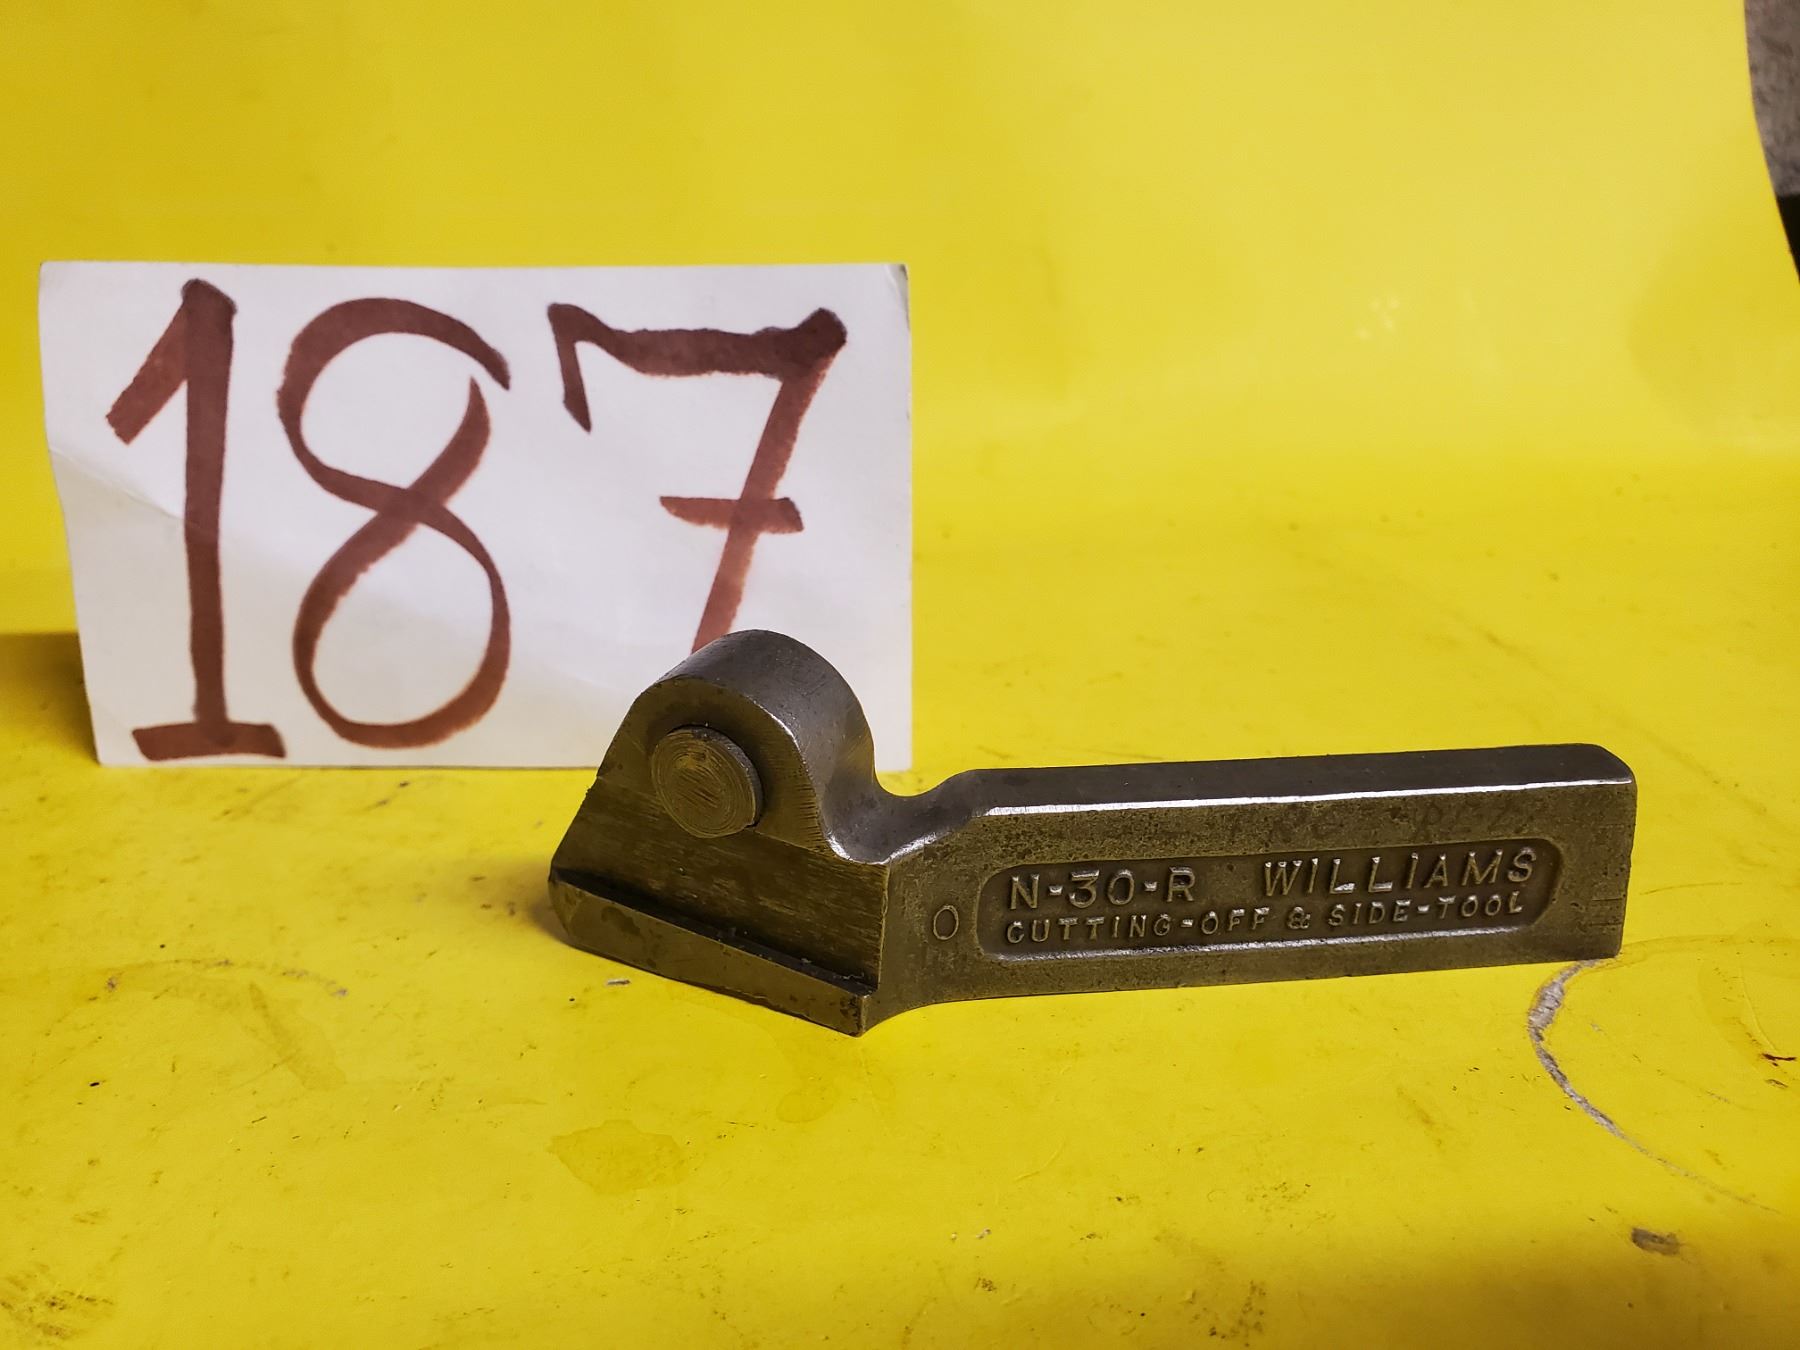 187
N-30-R WILLIAMS
O CUTTING-OFF & SIDE-TOOL